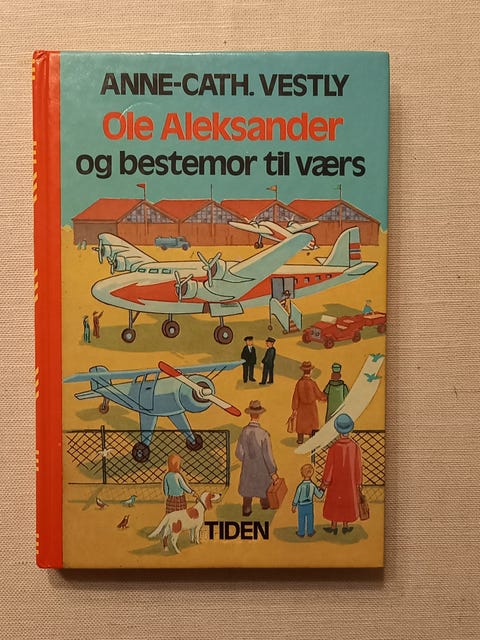 ANNE-CATH. VESTLY
Ole Aleksander
og bestemor til værs
TIDEN